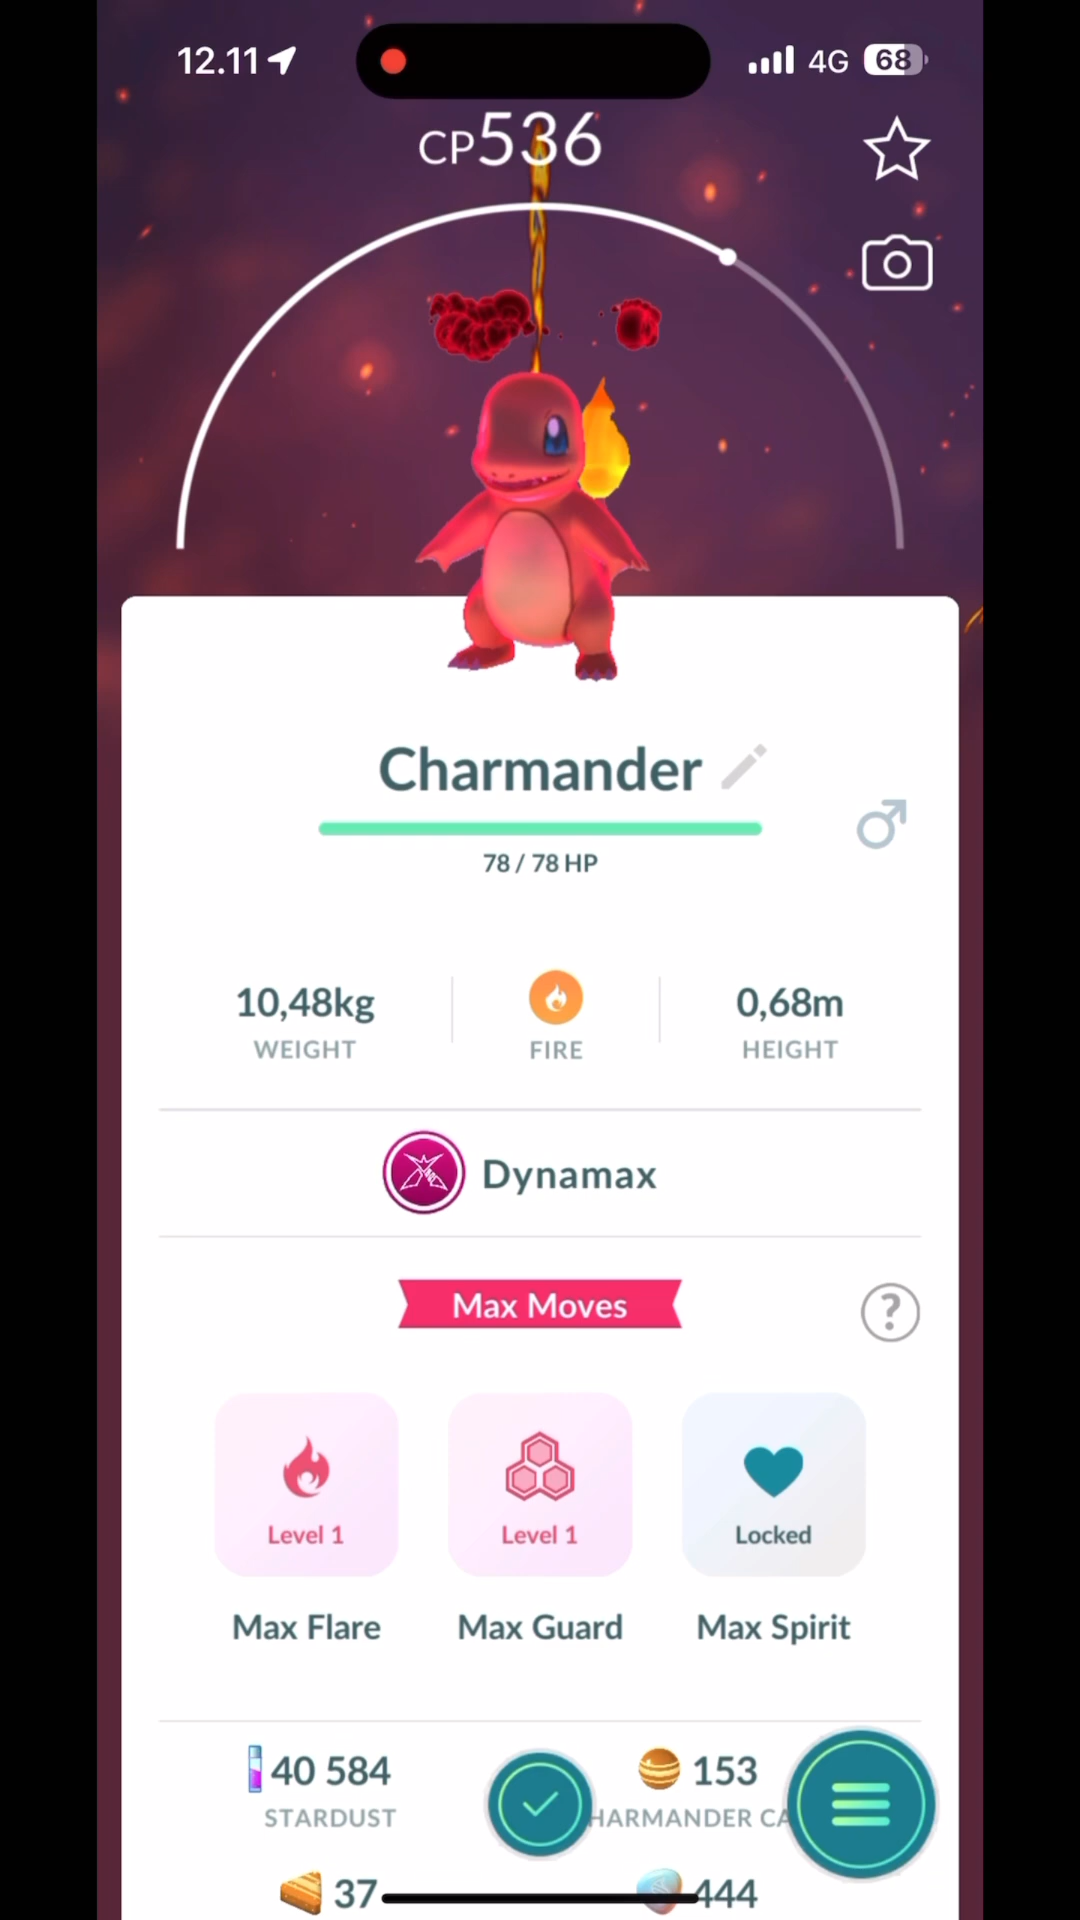 12.11 4G 68
CP536
Charmander
78 / 78 HP
10,48kg 0,68m
WEIGHT FIRE HEIGHT
Dynamax
Max Moves
?
Level 1 Level 1 Locked
Max Flare Max Guard Max Spirit
40 584 153
STARDUST HARMANDER CA
37 444